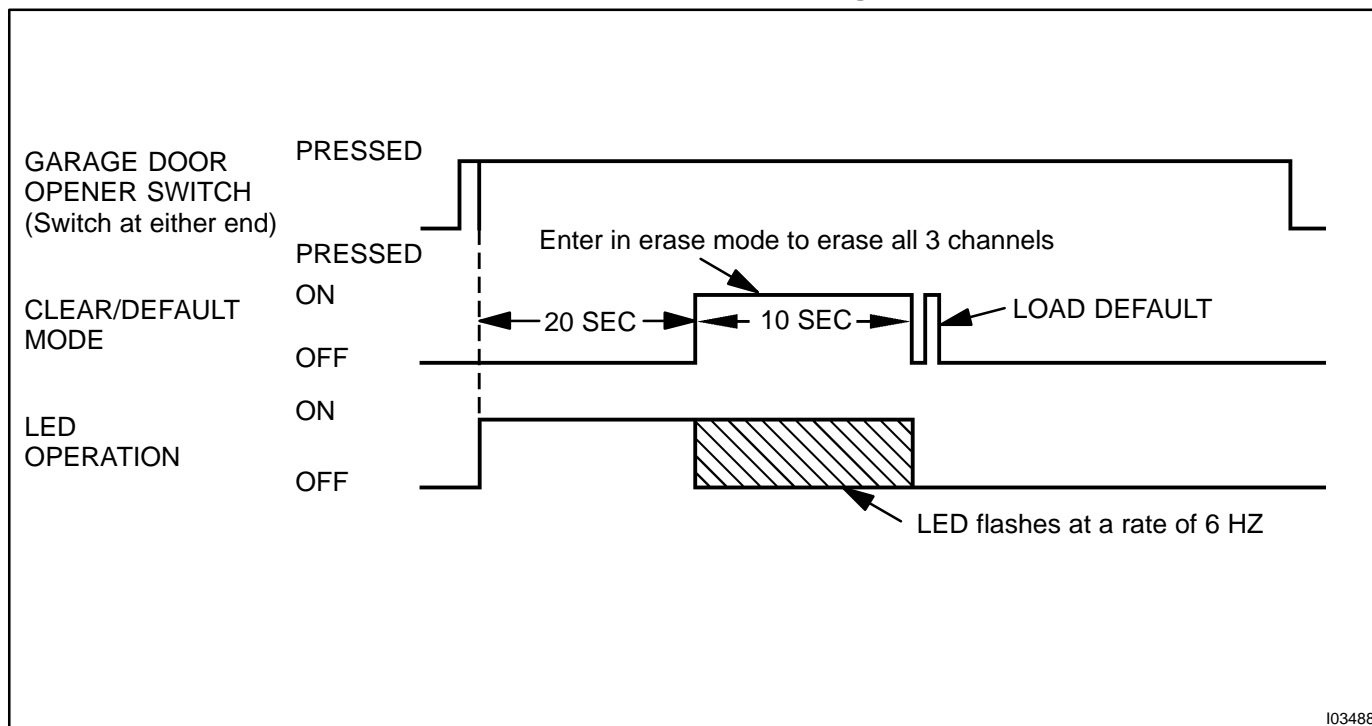 GARAGE DOOR
OPENER SWITCH
(Switch at either end)
PRESSED
PRESSED
Enter in erase mode to erase all 3 channels
CLEAR/DEFAULT
MODE
ON
OFF
20 SEC
10 SEC
LOAD DEFAULT
LED
OPERATION
ON
OFF
LED flashes at a rate of 6 HZ